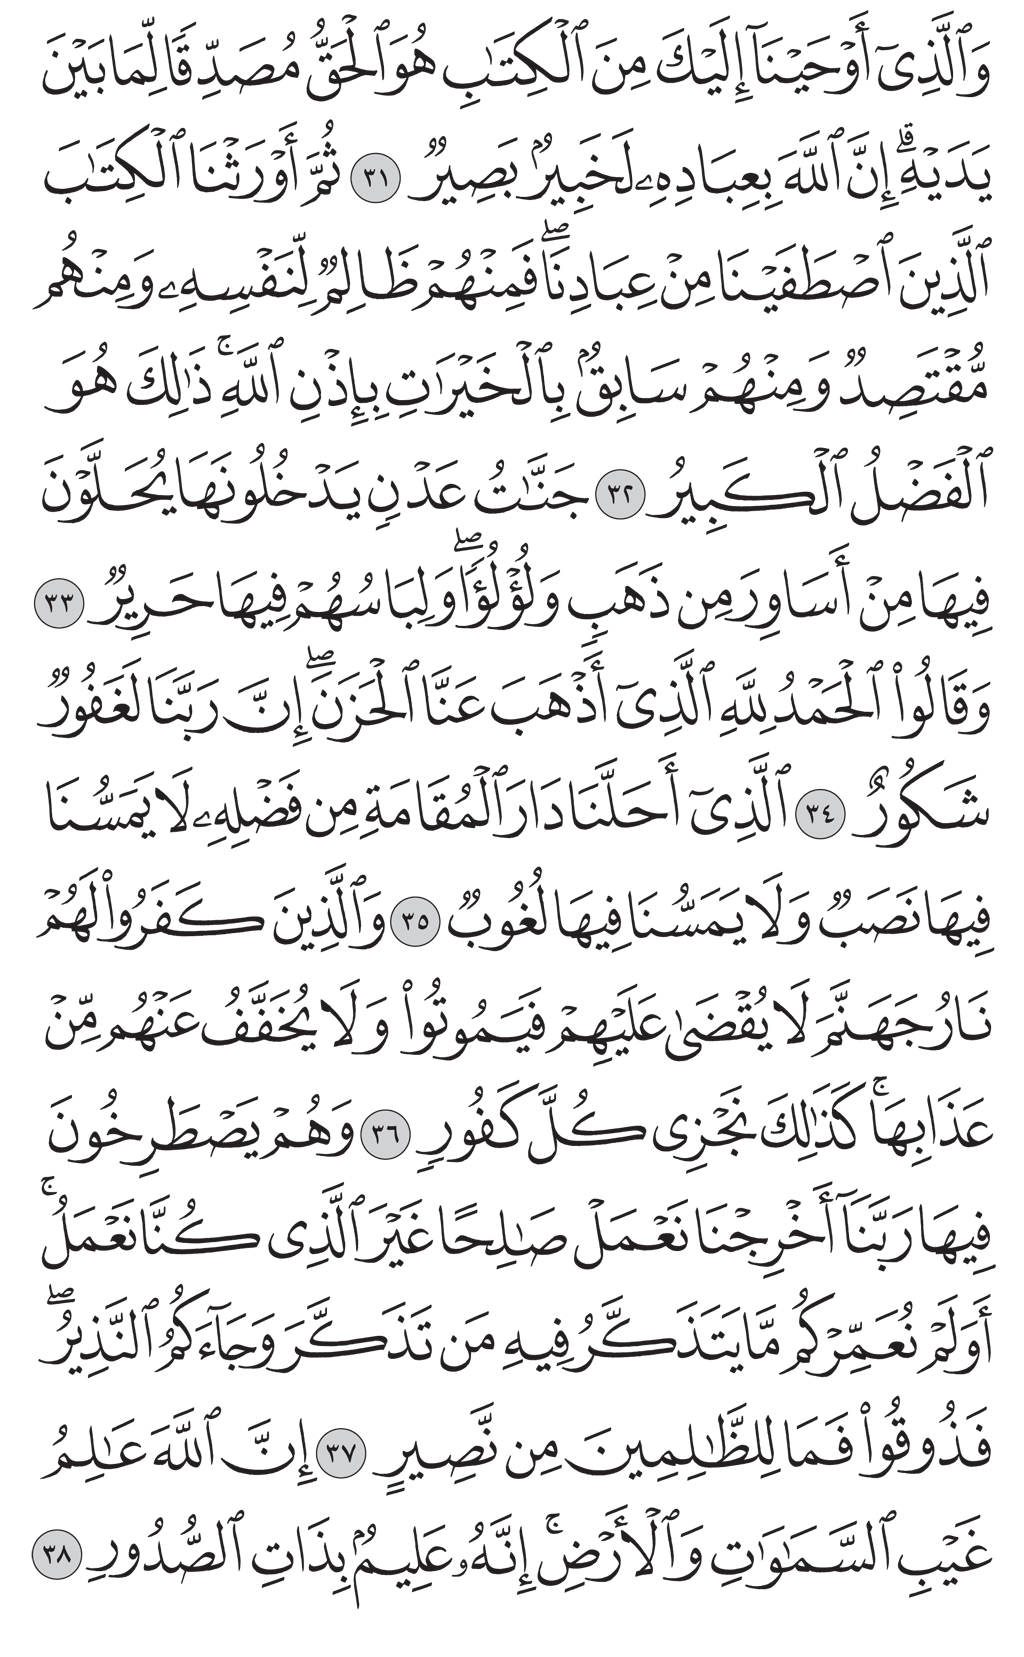 وَٱلَّذِىٓ أَوۡحَيۡنَآ إِلَيۡكَ مِنَ ٱلۡكِتَٰبِ هُوَ ٱلۡحَقُّ مُصَدِّقٗا لِّمَا بَيۡنَ
يَدَيۡهِۗ إِنَّ ٱللَّهَ بِعِبَادِهِۦ لَخَبِيرُۢ بَصِيرٞ ٣١ ثُمَّ أَوۡرَثۡنَا ٱلۡكِتَٰبَ
ٱلَّذِينَ ٱصۡطَفَيۡنَا مِنۡ عِبَادِنَاۖ فَمِنۡهُمۡ ظَالِمٞ لِّنَفۡسِهِۦ وَمِنۡهُم
مُّقۡتَصِدٞ وَمِنۡهُمۡ سَابِقُۢ بِٱلۡخَيۡرَٰتِ بِإِذۡنِ ٱللَّهِۚ ذَٰلِكَ هُوَ
ٱلۡفَضۡلُ ٱلۡكَبِيرُ ٣٢ جَنَّٰتُ عَدۡنٖ يَدۡخُلُونَهَا يُحَلَّوۡنَ
فِيهَا مِنۡ أَسَاوِرَ مِن ذَهَبٖ وَلُؤۡلُؤٗاۖ وَلِبَاسُهُمۡ فِيهَا حَرِيرٞ ٣٣
وَقَالُواْ ٱلۡحَمۡدُ لِلَّهِ ٱلَّذِىٓ أَذۡهَبَ عَنَّا ٱلۡحَزَنَۖ إِنَّ رَبَّنَا لَغَفُورٞ
شَكُورٌ ٣٤ ٱلَّذِىٓ أَحَلَّنَا دَارَ ٱلۡمُقَامَةِ مِن فَضۡلِهِۦ لَا يَمَسُّنَا
فِيهَا نَصَبٞ وَلَا يَمَسُّنَا فِيهَا لُغُوبٞ ٣٥ وَٱلَّذِينَ كَفَرُواْ لَهُمۡ
نَارُ جَهَنَّمَ لَا يُقۡضَىٰ عَلَيۡهِمۡ فَيَمُوتُواْ وَلَا يُخَفَّفُ عَنۡهُم مِّنۡ
عَذَابِهَاۚ كَذَٰلِكَ نَجۡزِى كُلَّ كَفُورٖ ٣٦ وَهُمۡ يَصۡطَرِخُونَ
فِيهَا رَبَّنَآ أَخۡرِجۡنَا نَعۡمَلۡ صَٰلِحًا غَيۡرَ ٱلَّذِى كُنَّا نَعۡمَلُۚ
أَوَلَمۡ نُعَمِّرۡكُم مَّا يَتَذَكَّرُ فِيهِ مَن تَذَكَّرَ وَجَآءَكُمُ ٱلنَّذِيرُۖ
فَذُوقُواْ فَمَا لِلظَّٰلِمِينَ مِن نَّصِيرٍ ٣٧ إِنَّ ٱللَّهَ عَٰلِمُ
غَيۡبِ ٱلسَّمَٰوَٰتِ وَٱلۡأَرۡضِۚ إِنَّهُۥ عَلِيمُۢ بِذَاتِ ٱلصُّدُورِ ٣٨